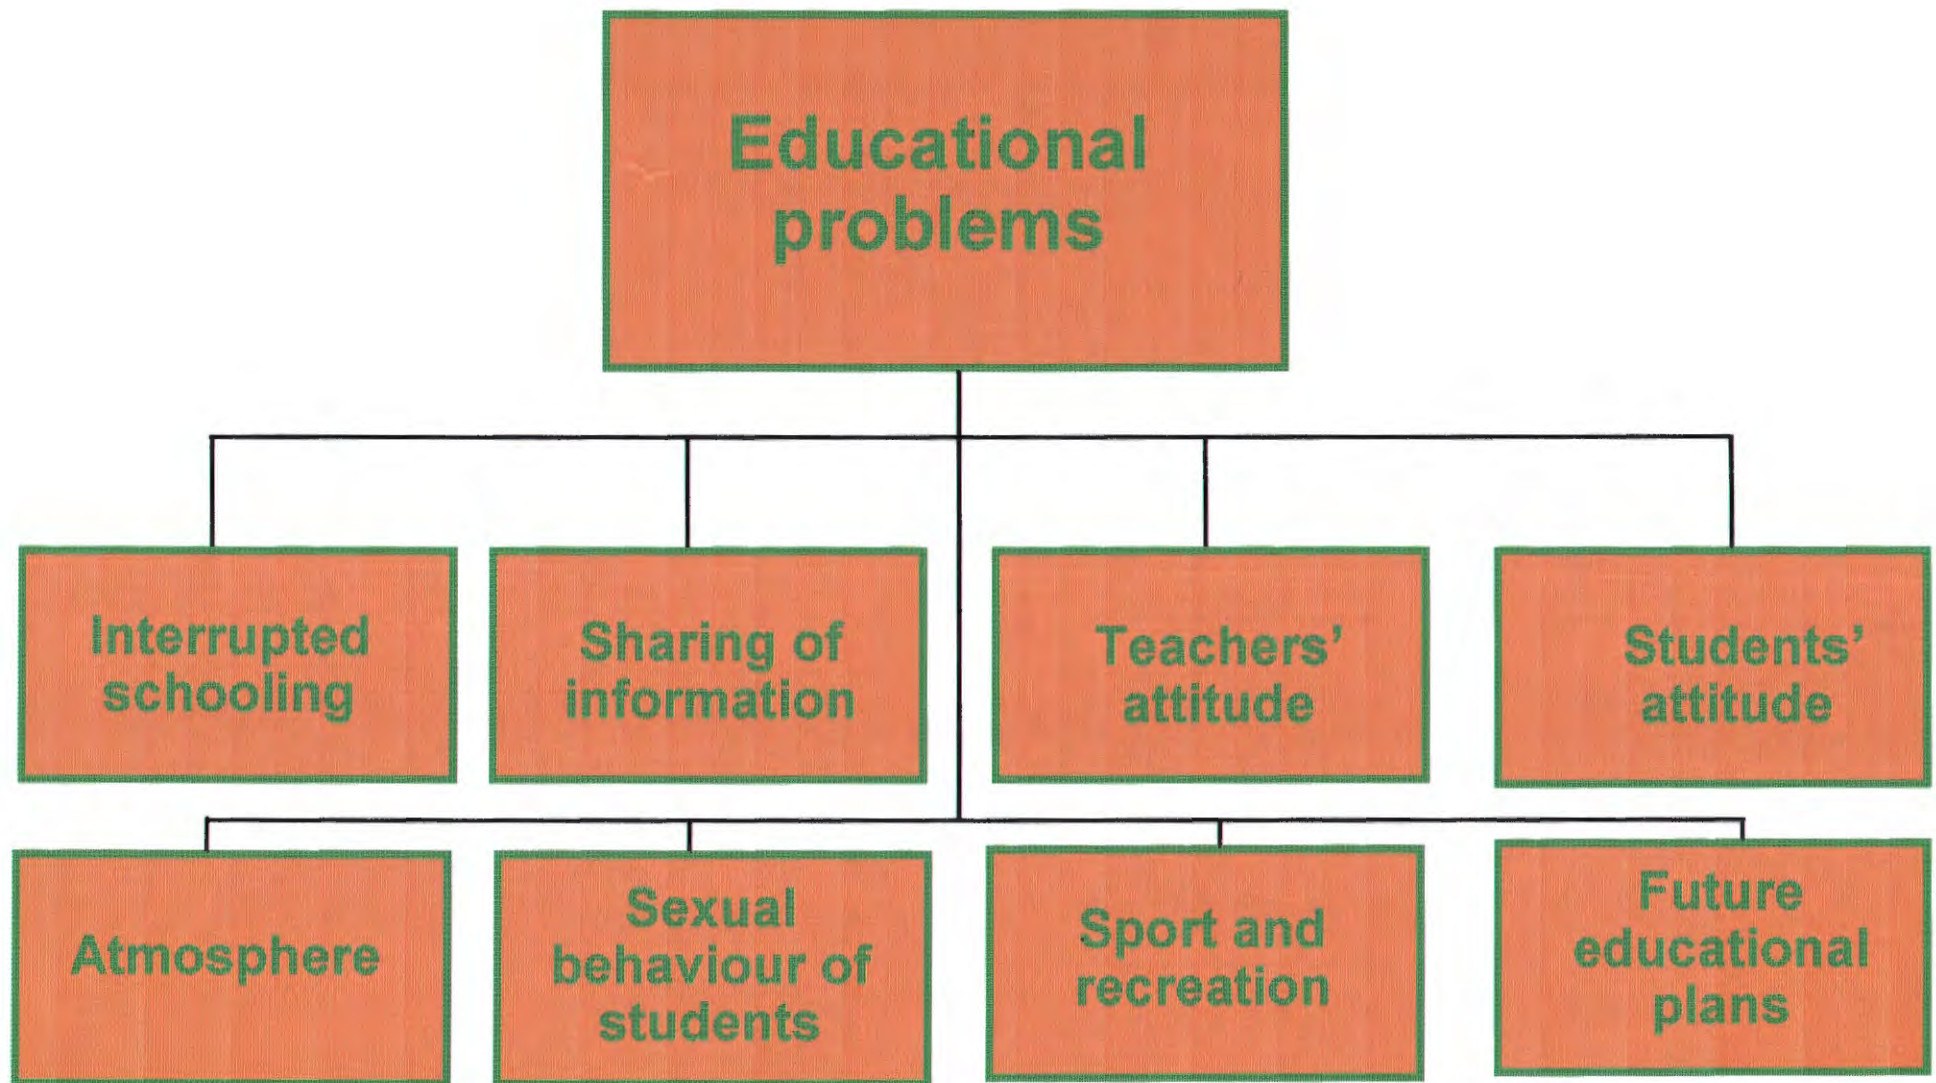 Educational
problems
Interrupted
schooling
Sharing of
information
Teachers'
attitude
Students'
attitude
Atmosphere
Sexual
behaviour of
students
Sport and
recreation
Future
educational
plans